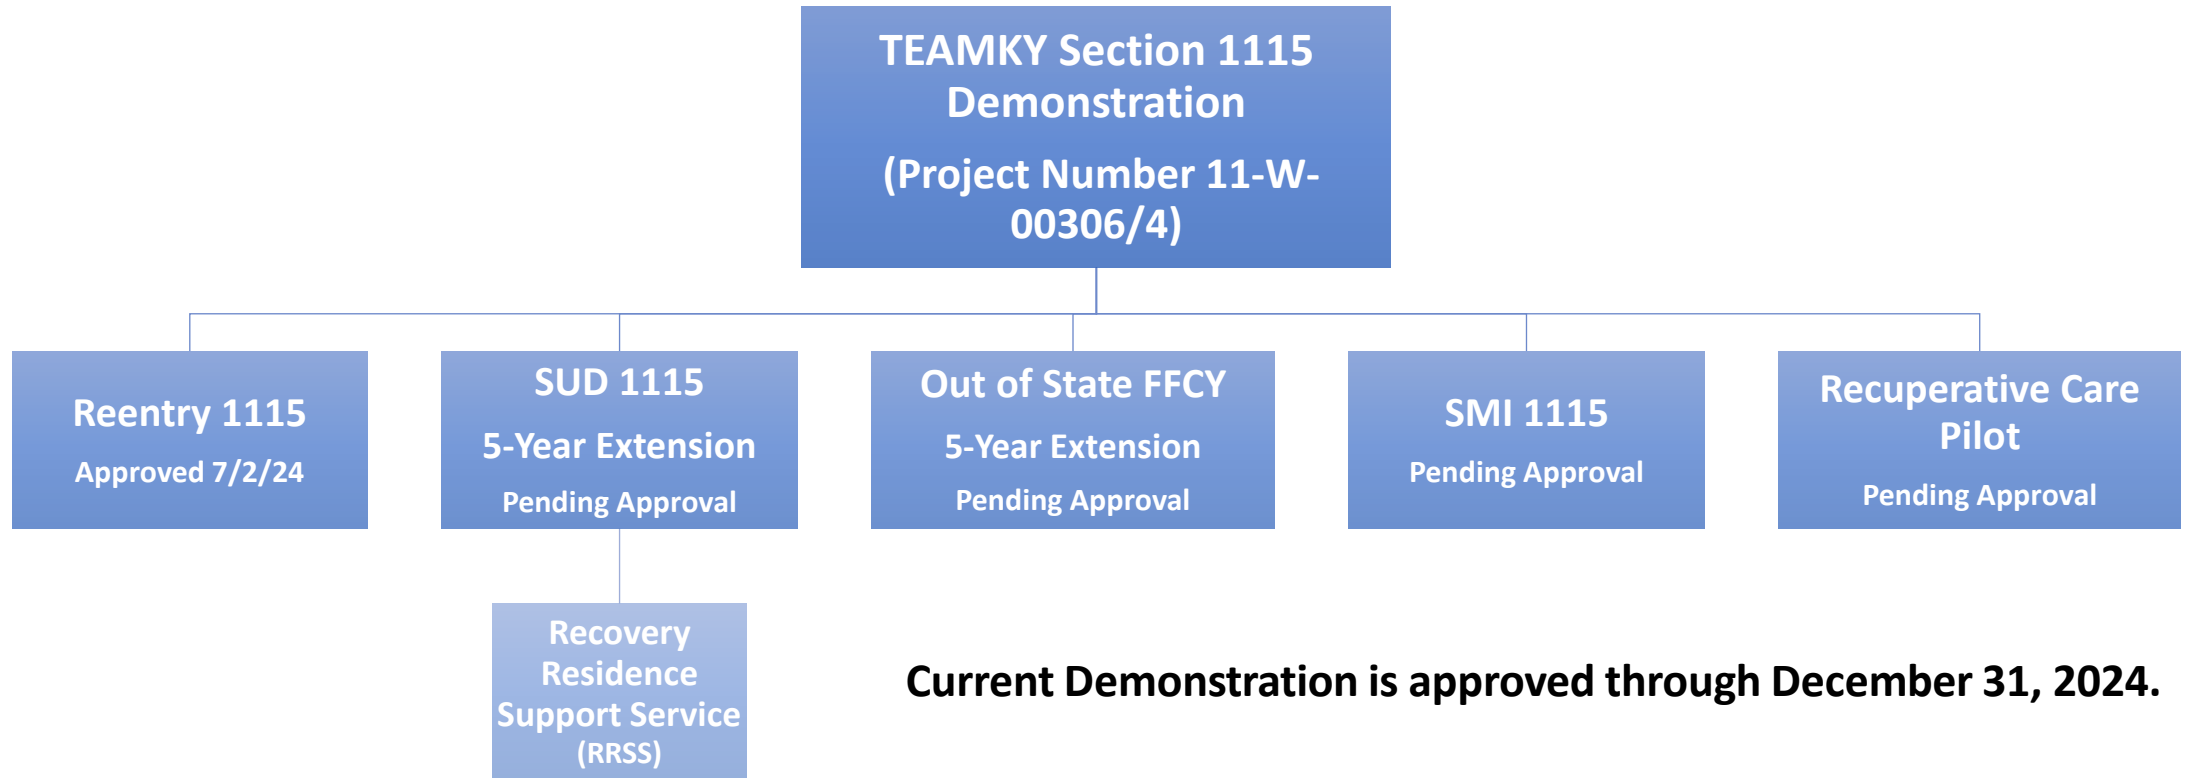 TEAMKY Section 1115
Demonstration
(Project Number 11-W-
00306/4)
Reentry 1115
Approved 7/2/24
SUD 1115
5-Year Extension
Pending Approval
Out of State FFCY
5-Year Extension
Pending Approval
SMI 1115
Pending Approval
Recuperative Care
Pilot
Pending Approval
Recovery
Residence
Support Service
(RRSS)
Current Demonstration is approved through December 31, 2024.